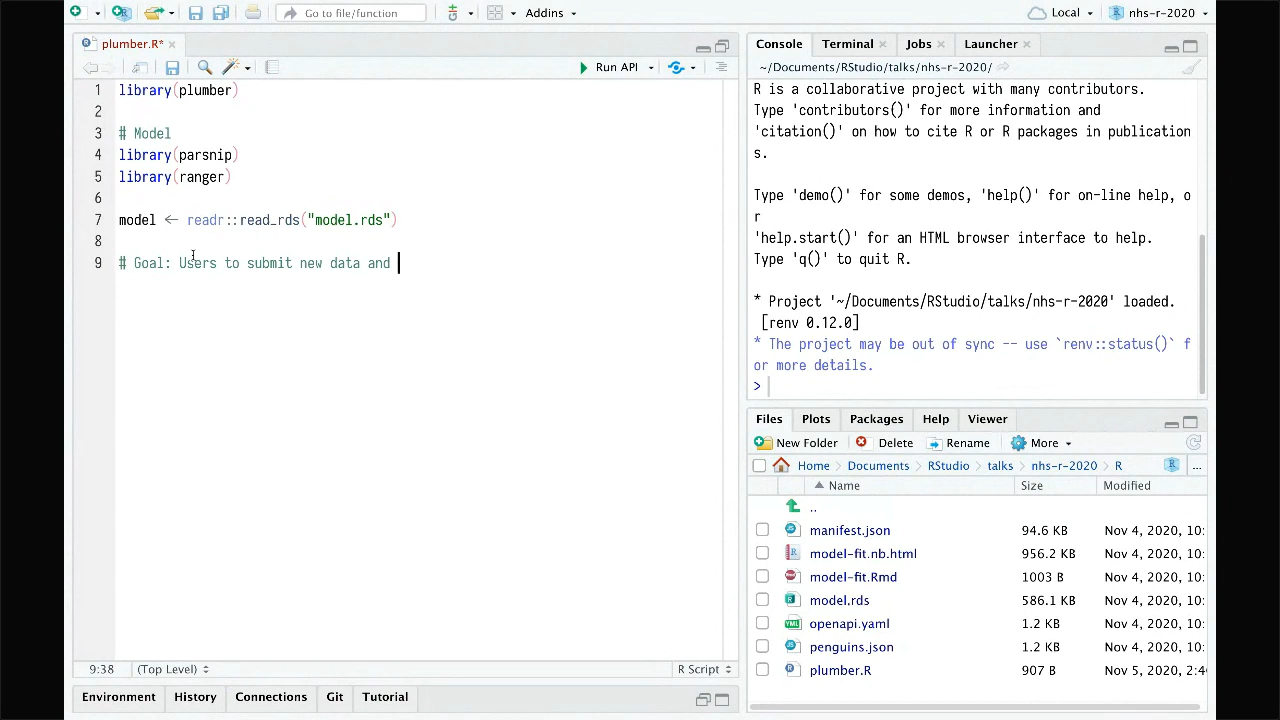 Go to file/function
Addins
Local
nhs-r-2020
plumber.R*
Run API
1 library(plumber)
2
3 # Model
4 library(parsnip)
5 library(ranger)
6
7 model ← readr::read_rds("model.rds")
8
9 # Goal: Users to submit new data and
9:38 (Top Level) R Script
Environment History Connections Git Tutorial
Console Terminal Jobs Launcher
~/Documents/RStudio/talks/nhs-r-2020/
R is a collaborative project with many contributors.
Type 'contributors()' for more information and
'citation()' on how to cite R or R packages in publication
s.
Type 'demo()' for some demos, 'help()' for on-line help, o
r
'help.start()' for an HTML browser interface to help.
Type 'q()' to quit R.
* Project '~/Documents/RStudio/talks/nhs-r-2020' loaded.
[renv 0.12.0]
* The project may be out of sync -- use `renv::status()` f
or more details.
>
Files Plots Packages Help Viewer
New Folder Delete Rename More
Home Documents RStudio talks nhs-r-2020 R ...
Name Size Modified
..
manifest.json 94.6 KB Nov 4, 2020, 10:
model-fit.nb.html 956.2 KB Nov 4, 2020, 10:
model-fit.Rmd 1003 B Nov 4, 2020, 10:
model.rds 586.1 KB Nov 4, 2020, 10:
openapi.yaml 1.2 KB Nov 4, 2020, 10:
penguins.json 1.2 KB Nov 4, 2020, 10:
plumber.R 907 B Nov 5, 2020, 2:4